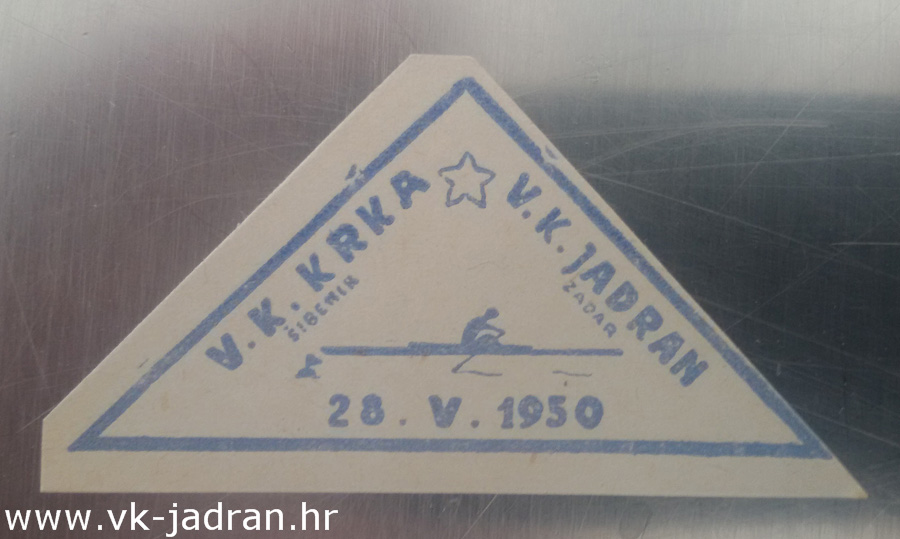 V.K. KRKA
ŠIBENIK
V.K. JADRAN
ZADAR
28. V. 1950
www.vk-jadran.hr